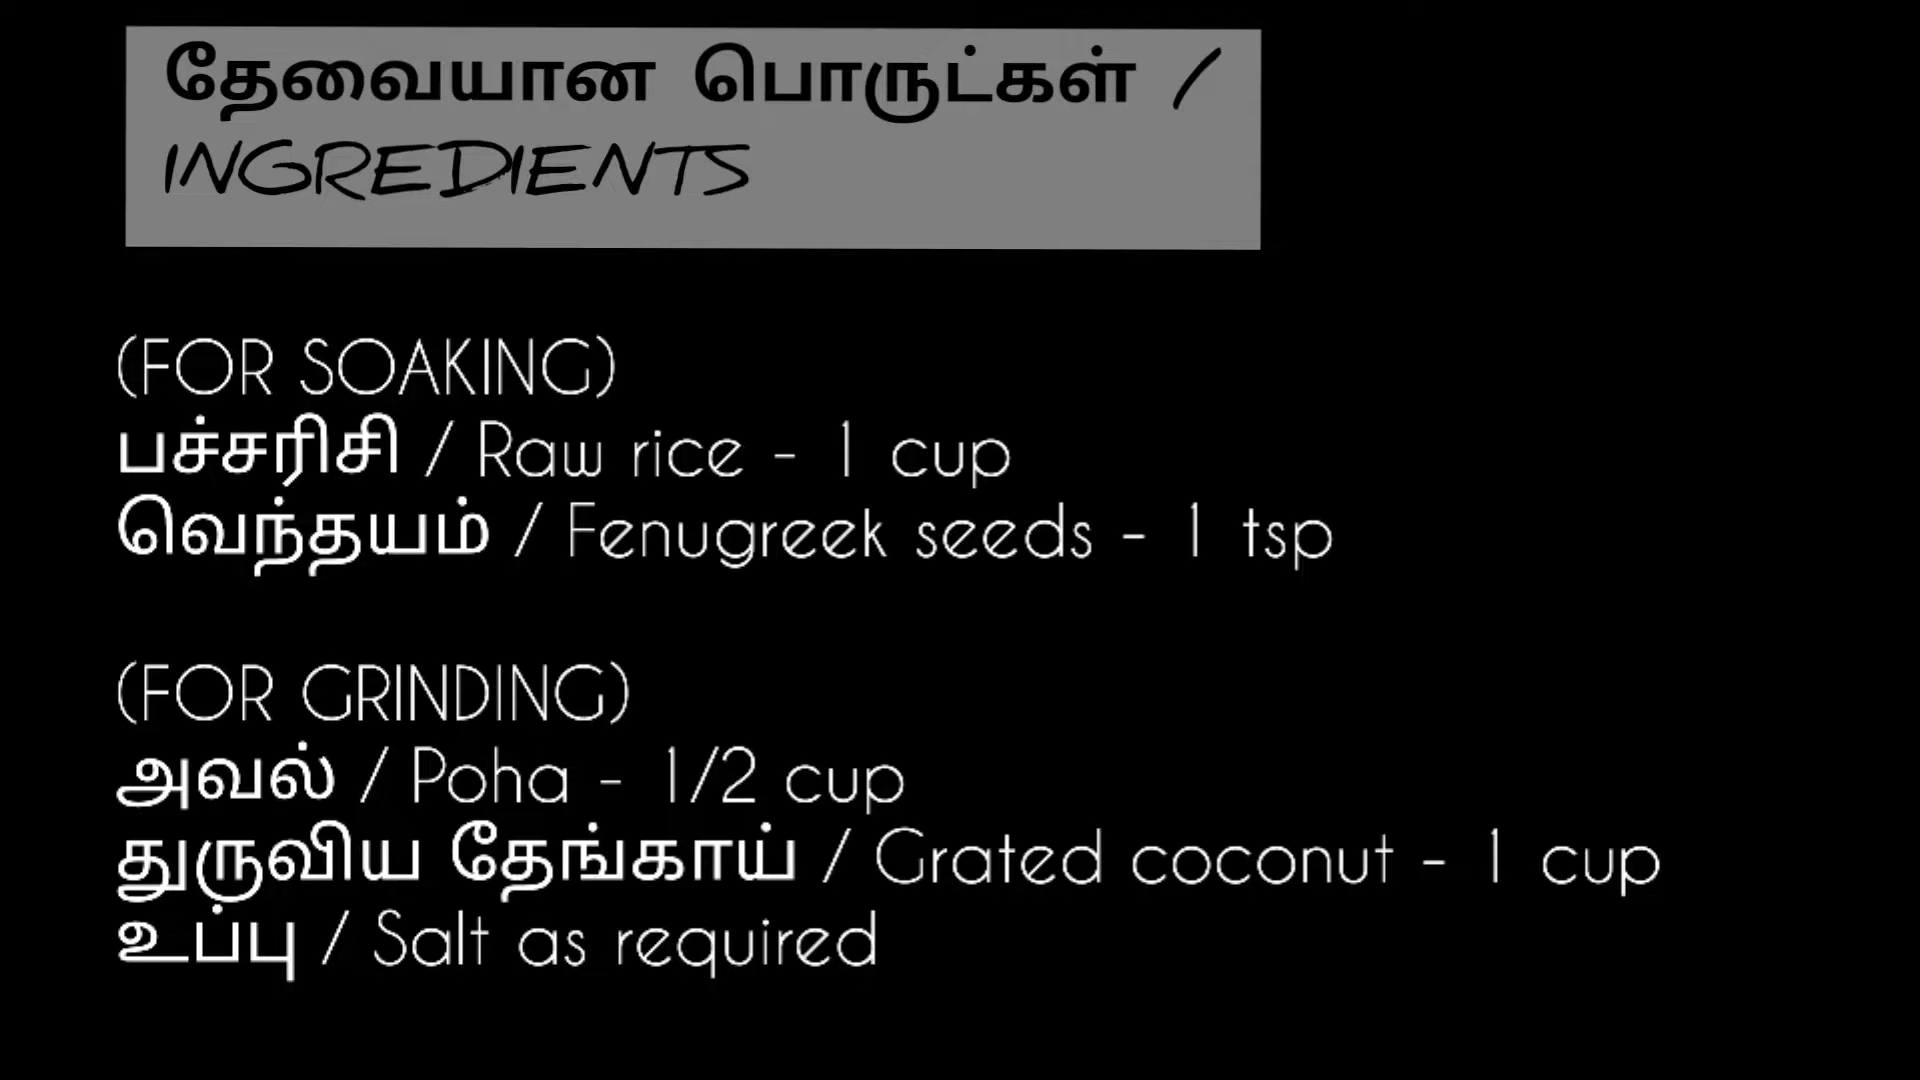 தேவையான பொருட்கள் /
INGREDIENTS
(FOR SOAKING)
பச்சரிசி / Raw rice - 1 cup
வெந்தயம் / Fenugreek seeds - 1 tsp
(FOR GRINDING)
அவல் / Poha - 1/2 cup
துருவிய தேங்காய் / Grated coconut - 1 cup
உப்பு / Salt as required